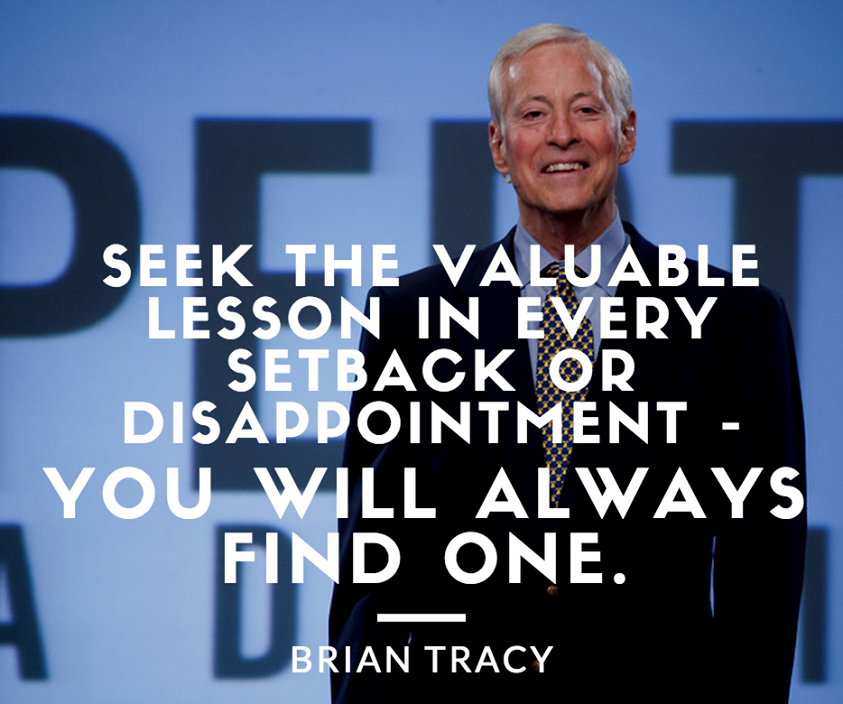 SEEK THE VALUABLE
LESSON IN EVERY
SETBACK OR
DISAPPOINTMENT -
YOU WILL ALWAYS
FIND ONE.
BRIAN TRACY